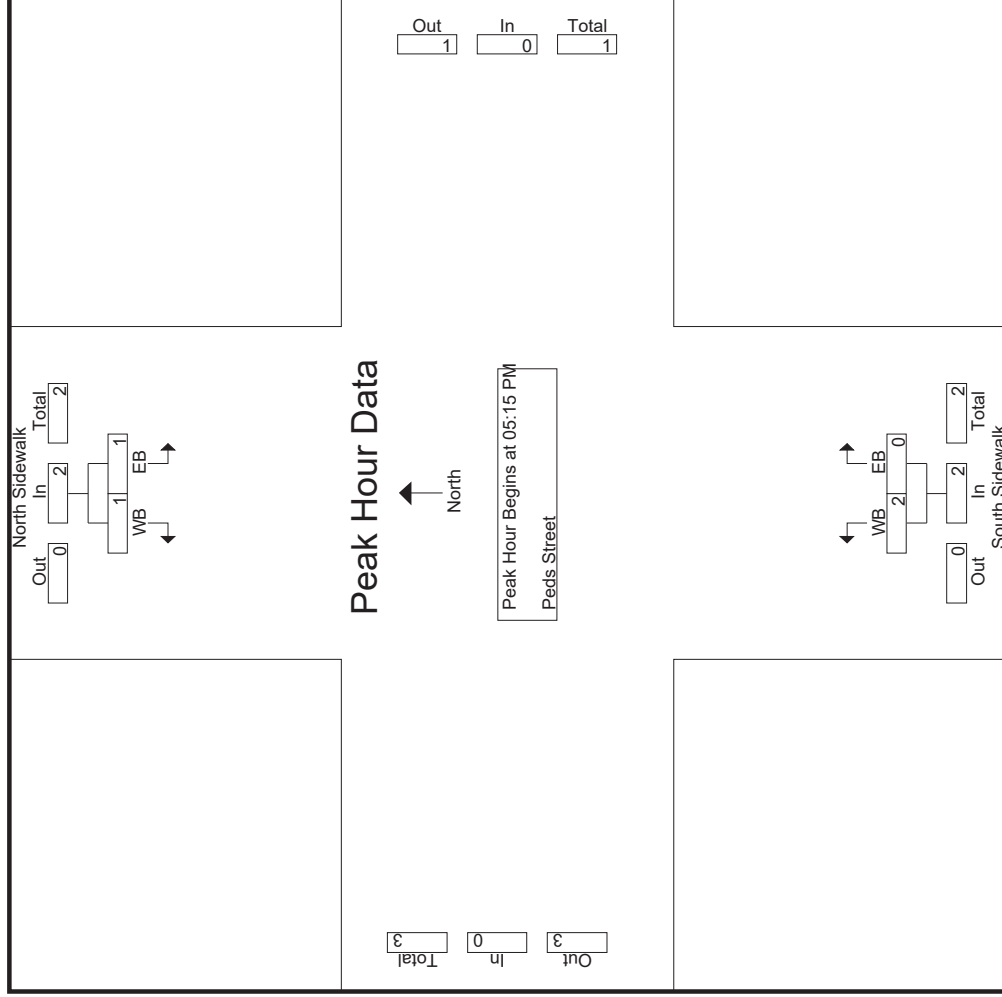 Out In Total
1 0 1
North Sidewalk
Out In Total
0 2 2
1 1
WB EB
Peak Hour Data
North
Peak Hour Begins at 05:15 PM
Peds Street
WB EB
2 0
0 2 2
Out In Total
South Sidewalk
Total In Out
3 0 3